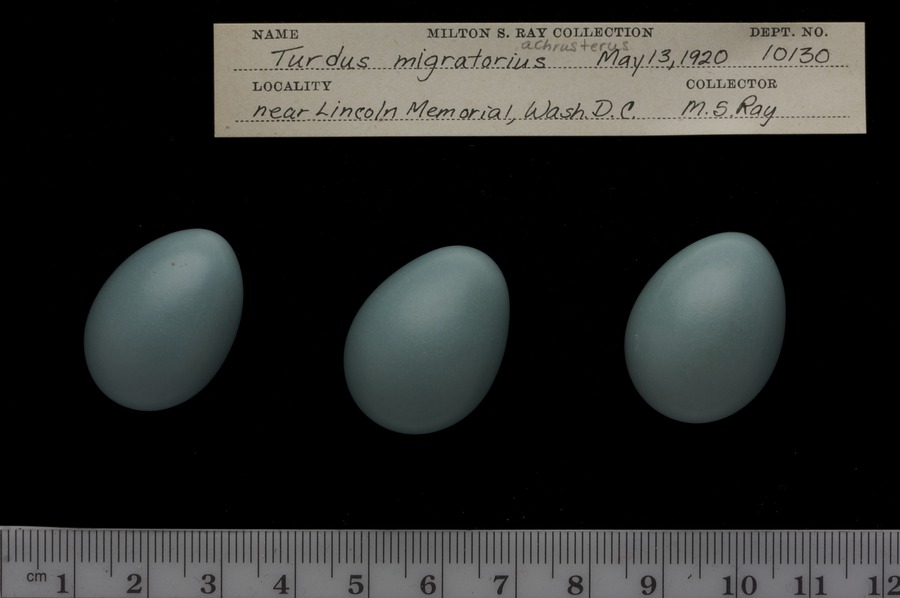 NAME MILTON S. RAY COLLECTION DEPT. NO.
achrusterus
Turdus migratorius May 13, 1920 10130
LOCALITY COLLECTOR
near Lincoln Memorial, Wash. D. C. M. S. Ray
cm 1 2 3 4 5 6 7 8 9 10 11 12